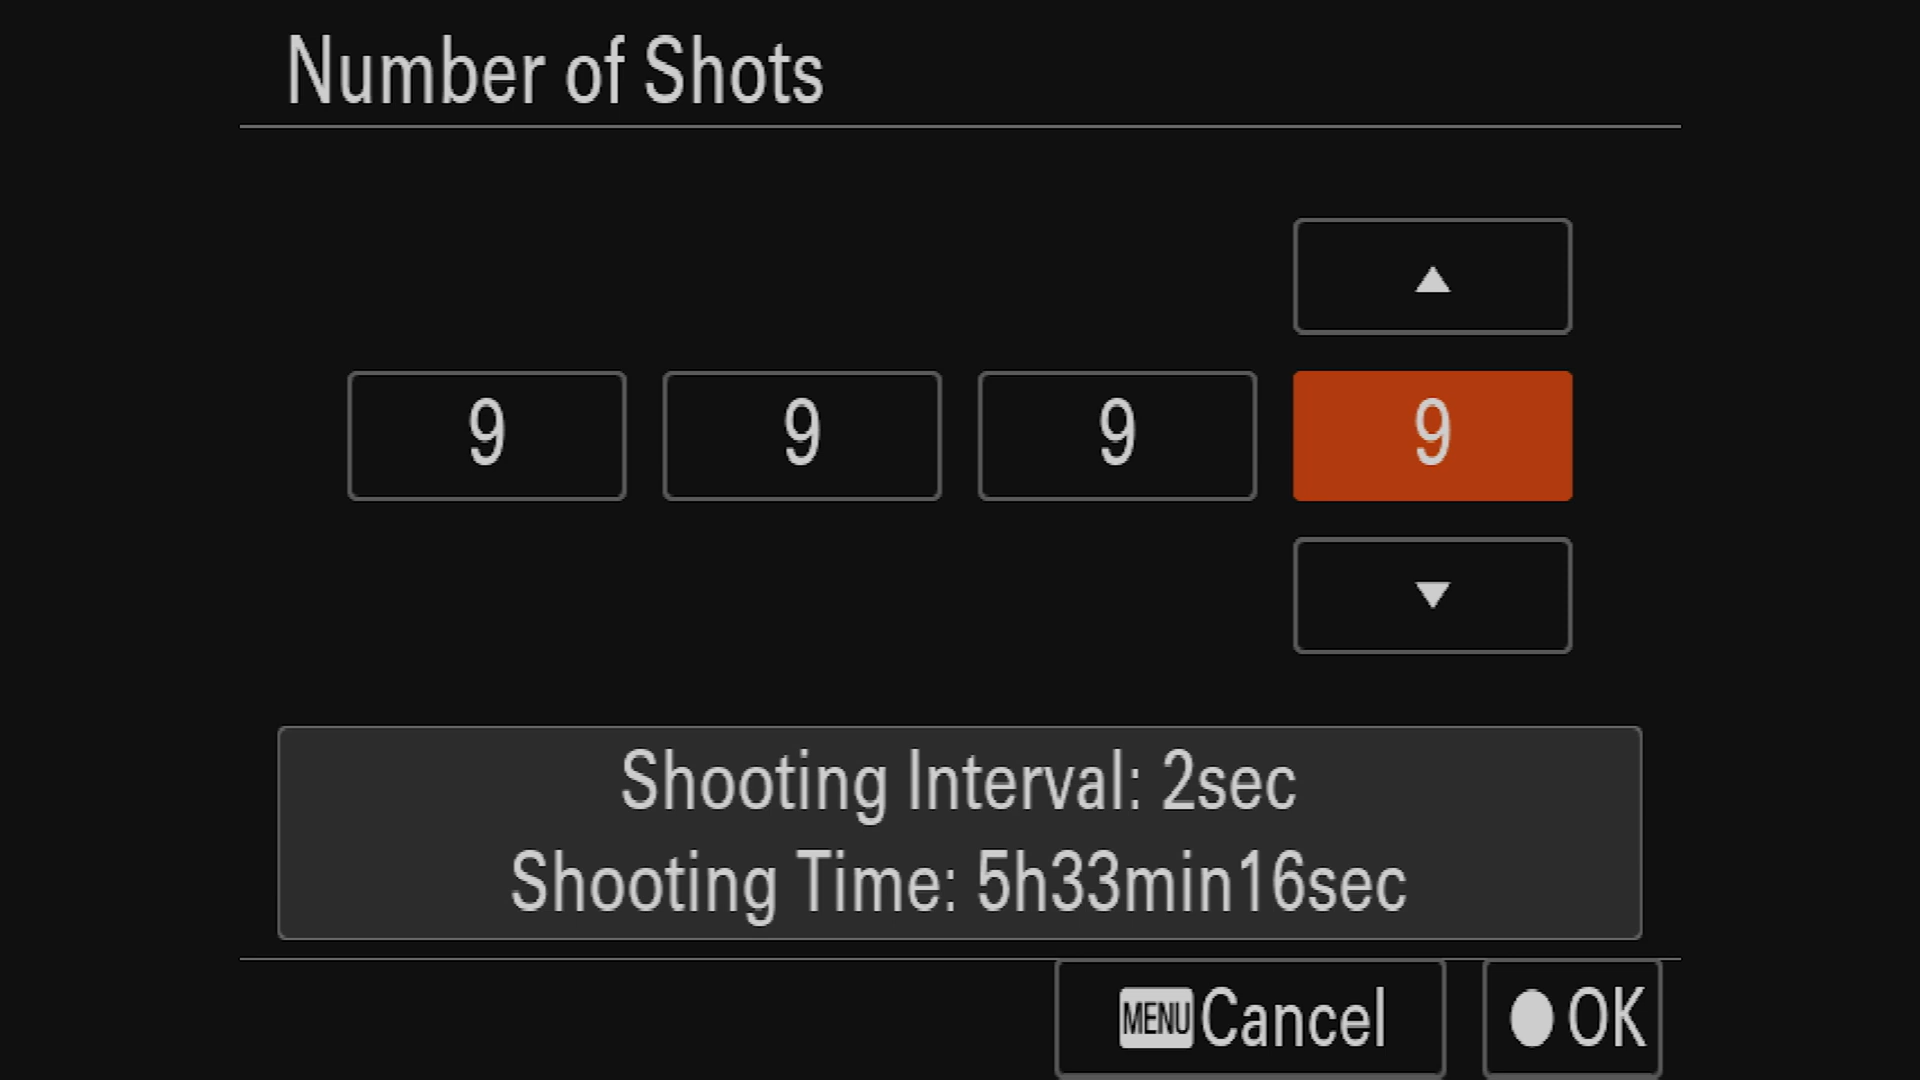 Number of Shots
9 9 9 9
Shooting Interval: 2sec
Shooting Time: 5h33min16sec
MENU Cancel OK